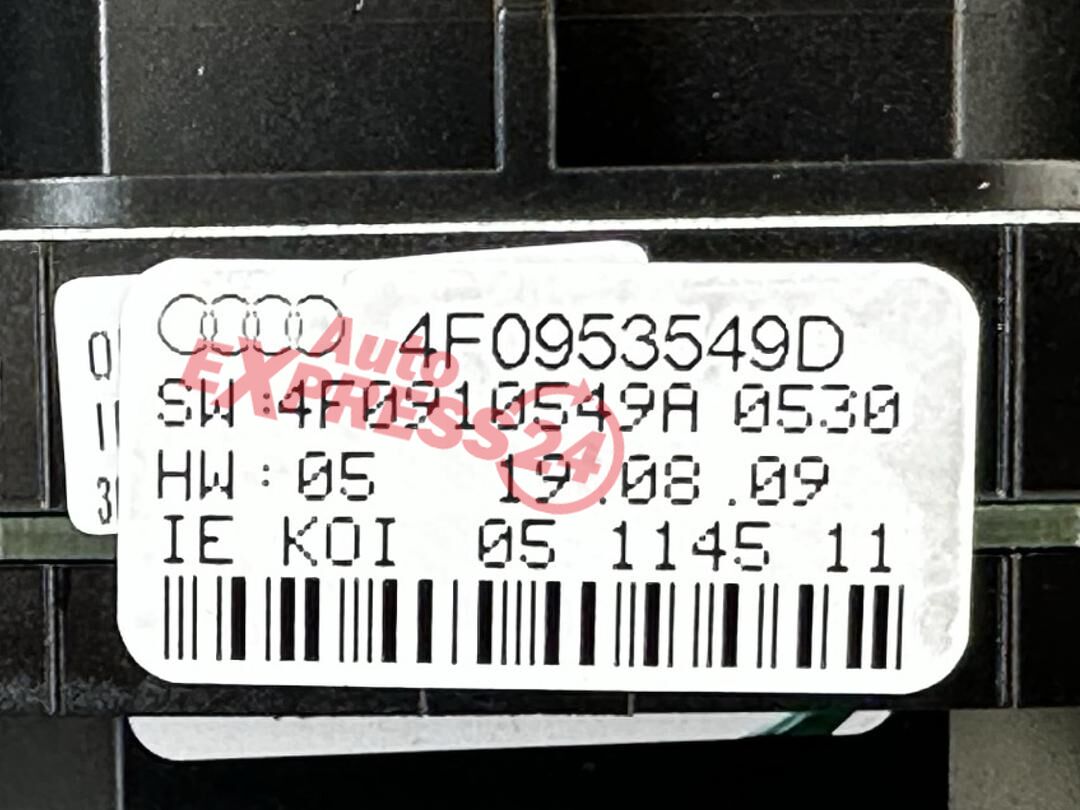 4F0953549D
SW:4F0910549A 0530
HW:05 19.08.09
IE KOI 05 1145 11
Auto
EXPRESS24